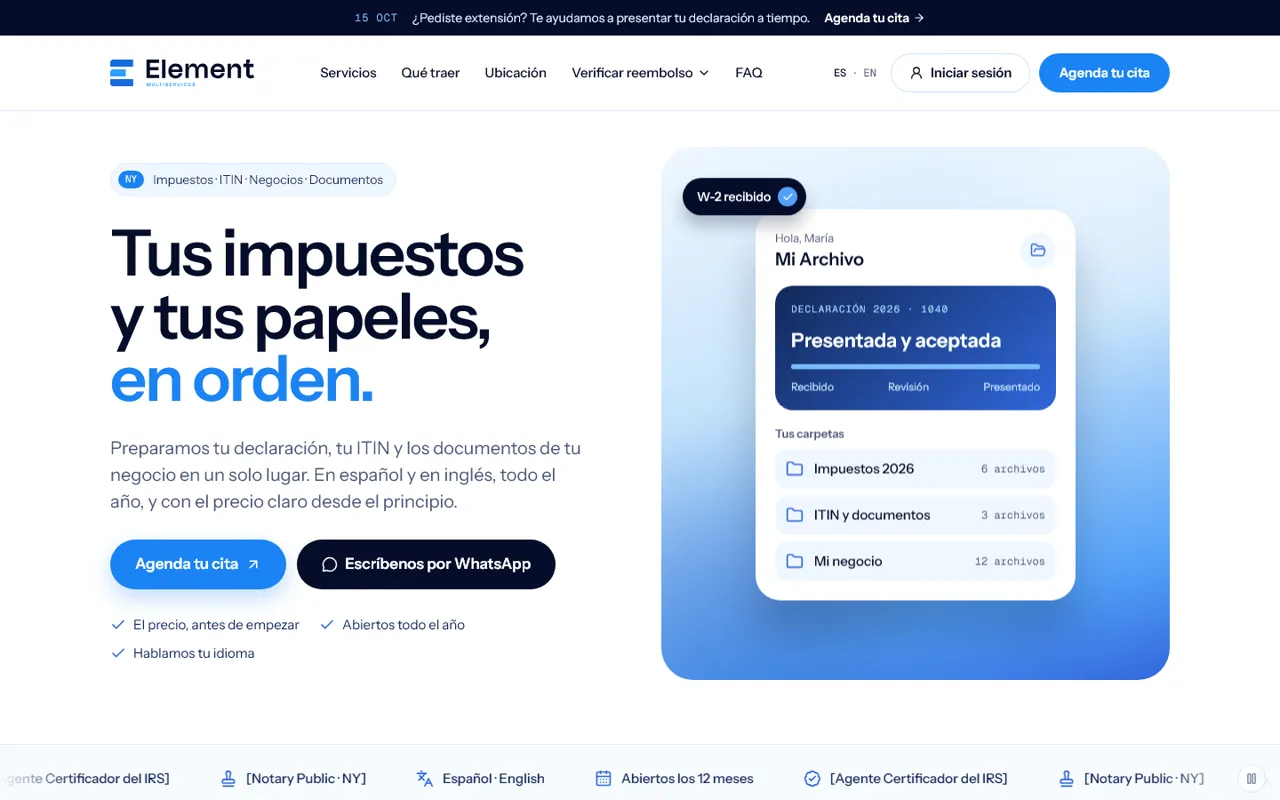 15 OCT ¿Pediste extensión? Te ayudamos a presentar tu declaración a tiempo. Agenda tu cita →
Element
MULTISERVICES
Servicios
Qué traer
Ubicación
Verificar reembolso
FAQ
ES · EN
Iniciar sesión
Agenda tu cita
NY Impuestos · ITIN · Negocios · Documentos
Tus impuestos
y tus papeles,
en orden.
Preparamos tu declaración, tu ITIN y los documentos de tu
negocio en un solo lugar. En español y en inglés, todo el
año, y con el precio claro desde el principio.
Agenda tu cita
Escríbenos por WhatsApp
El precio, antes de empezar
Abiertos todo el año
Hablamos tu idioma
W-2 recibido
Hola, María
Mi Archivo
DECLARACIÓN 2026 · 1040
Presentada y aceptada
Recibido Revisión Presentado
Tus carpetas
Impuestos 2026 6 archivos
ITIN y documentos 3 archivos
Mi negocio 12 archivos
gente Certificador del IRS] [Notary Public · NY] Español · English Abiertos los 12 meses [Agente Certificador del IRS] [Notary Public · NY]